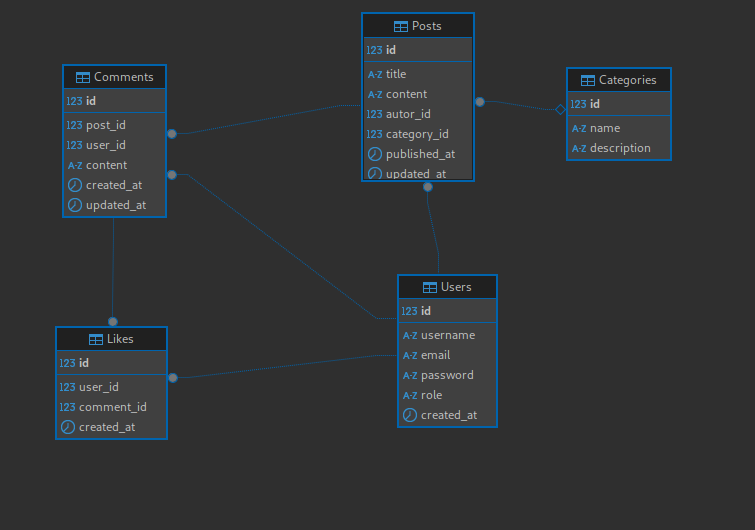 Posts
123 id
A-Z title
A-Z content
123 autor_id
123 category_id
published_at
updated_at
Comments
123 id
123 post_id
123 user_id
A-Z content
created_at
updated_at
Categories
123 id
A-Z name
A-Z description
Users
123 id
A-Z username
A-Z email
A-Z password
A-Z role
created_at
Likes
123 id
123 user_id
123 comment_id
created_at